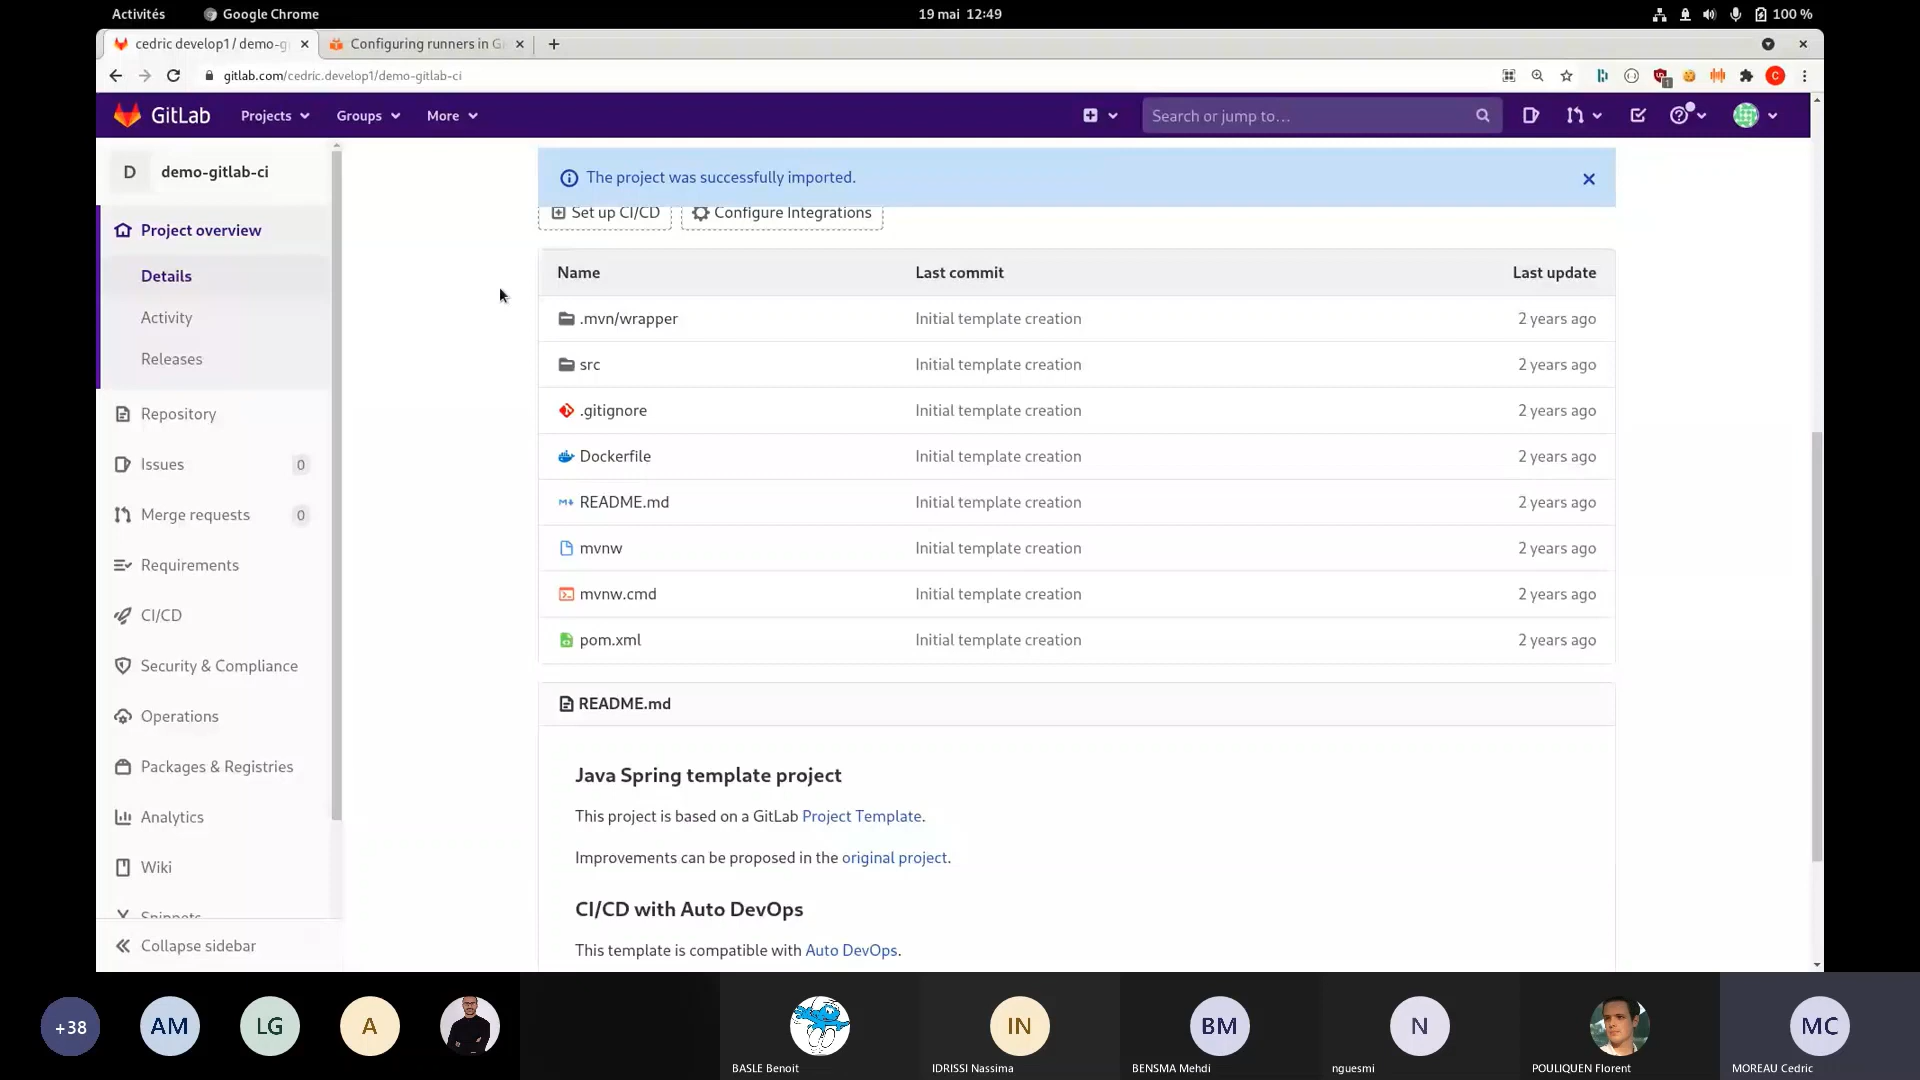 Activités
Google Chrome
19 mai 12:49
100 %
cedric develop1 / demo-g
Configuring runners in G
gitlab.com/cedric.develop1/demo-gitlab-ci
C
1
GitLab
Projects
Groups
More
Search or jump to…
D
demo-gitlab-ci
Project overview
Details
Activity
Releases
Repository
Issues 0
Merge requests 0
Requirements
CI/CD
Security & Compliance
Operations
Packages & Registries
Analytics
Wiki
Snippets
Collapse sidebar
The project was successfully imported.
Set up CI/CD
Configure Integrations
Name Last commit Last update
.mvn/wrapper Initial template creation 2 years ago
src Initial template creation 2 years ago
.gitignore Initial template creation 2 years ago
Dockerfile Initial template creation 2 years ago
README.md Initial template creation 2 years ago
mvnw Initial template creation 2 years ago
mvnw.cmd Initial template creation 2 years ago
pom.xml Initial template creation 2 years ago
README.md
Java Spring template project
This project is based on a GitLab Project Template.
Improvements can be proposed in the original project.
CI/CD with Auto DevOps
This template is compatible with Auto DevOps.
+38
AM
LG
A
IN
BM
N
MC
BASLE Benoit
IDRISSI Nassima
BENSMA Mehdi
nguesmi
POULIQUEN Florent
MOREAU Cedric